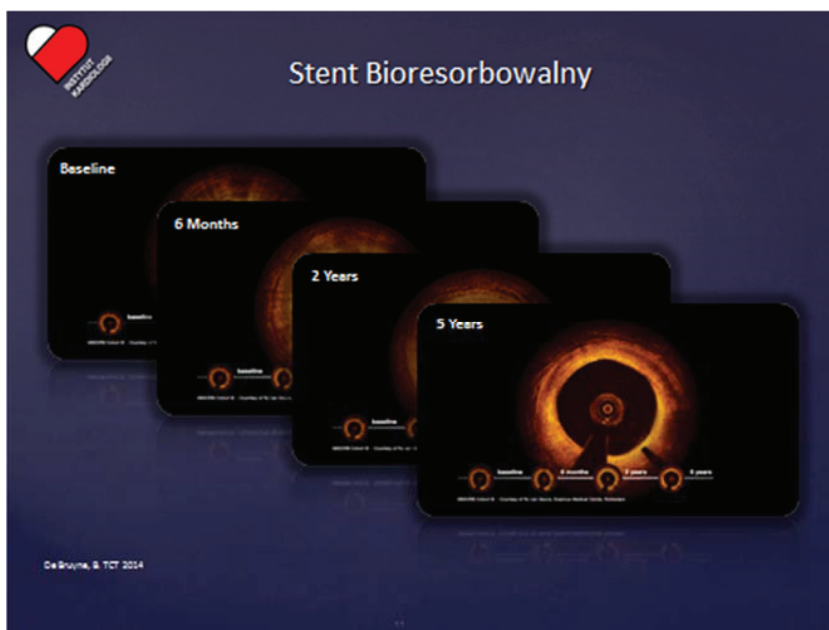 INSTYTUT
KARDIOLOGII
Stent Bioresorbowalny
Baseline
6 Months
2 Years
5 Years
baseline
baseline
baseline
baseline
6 months
2 years
5 years
De Bruyne, B. TCT 2014
11